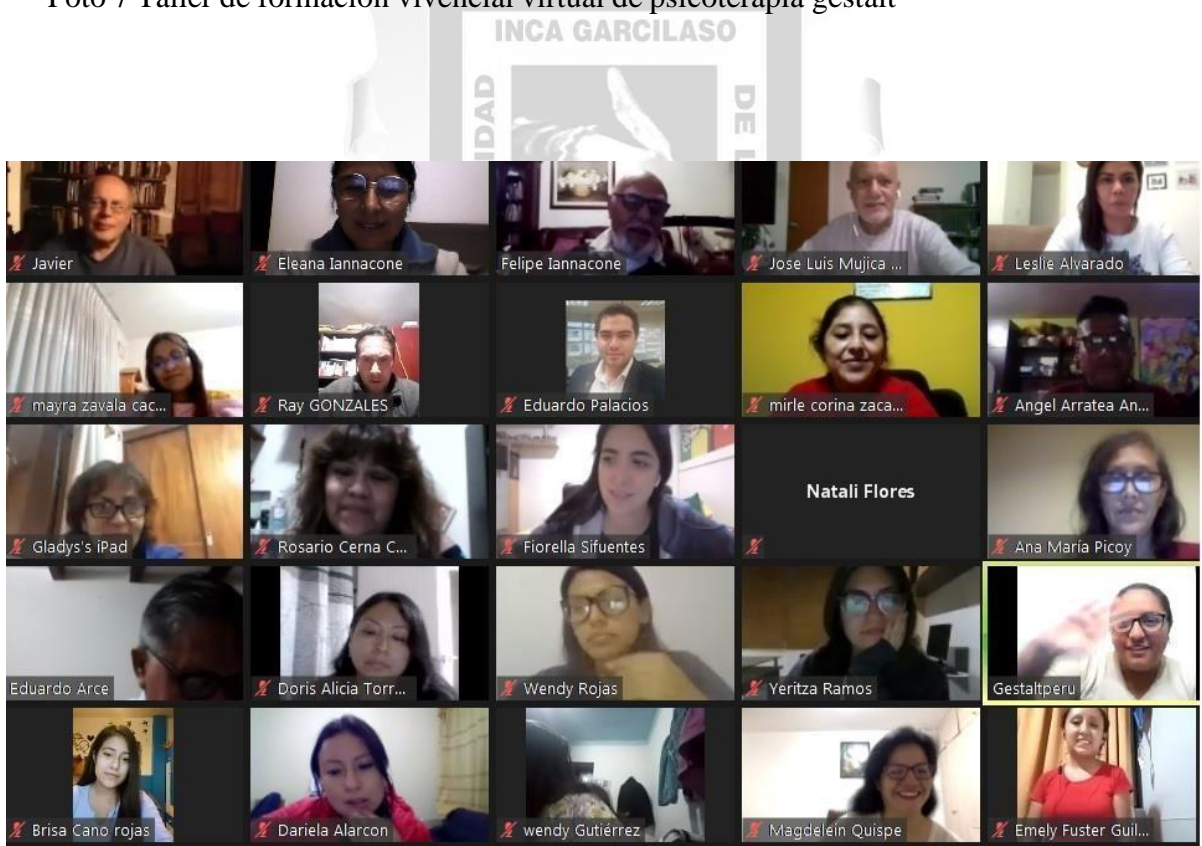 Foto 7 Taller de formación vivencial virtual de psicoterapia gestalt
INCA GARCILASO
IDAD
DE L
Javier
Eleana Iannacone
Felipe Iannacone
Jose Luis Mujica ...
Leslie Alvarado
mayra zavala cac...
Ray GONZALES
Eduardo Palacios
mirle corina zaca...
Angel Arratea An...
Gladys's iPad
Rosario Cerna C...
Fiorella Sifuentes
Natali Flores
Ana María Picoy
Eduardo Arce
Doris Alicia Torr...
Wendy Rojas
Yeritza Ramos
Gestaltperu
Brisa Cano rojas
Dariela Alarcon
wendy Gutiérrez
Magdelein Quispe
Emely Fuster Guil...